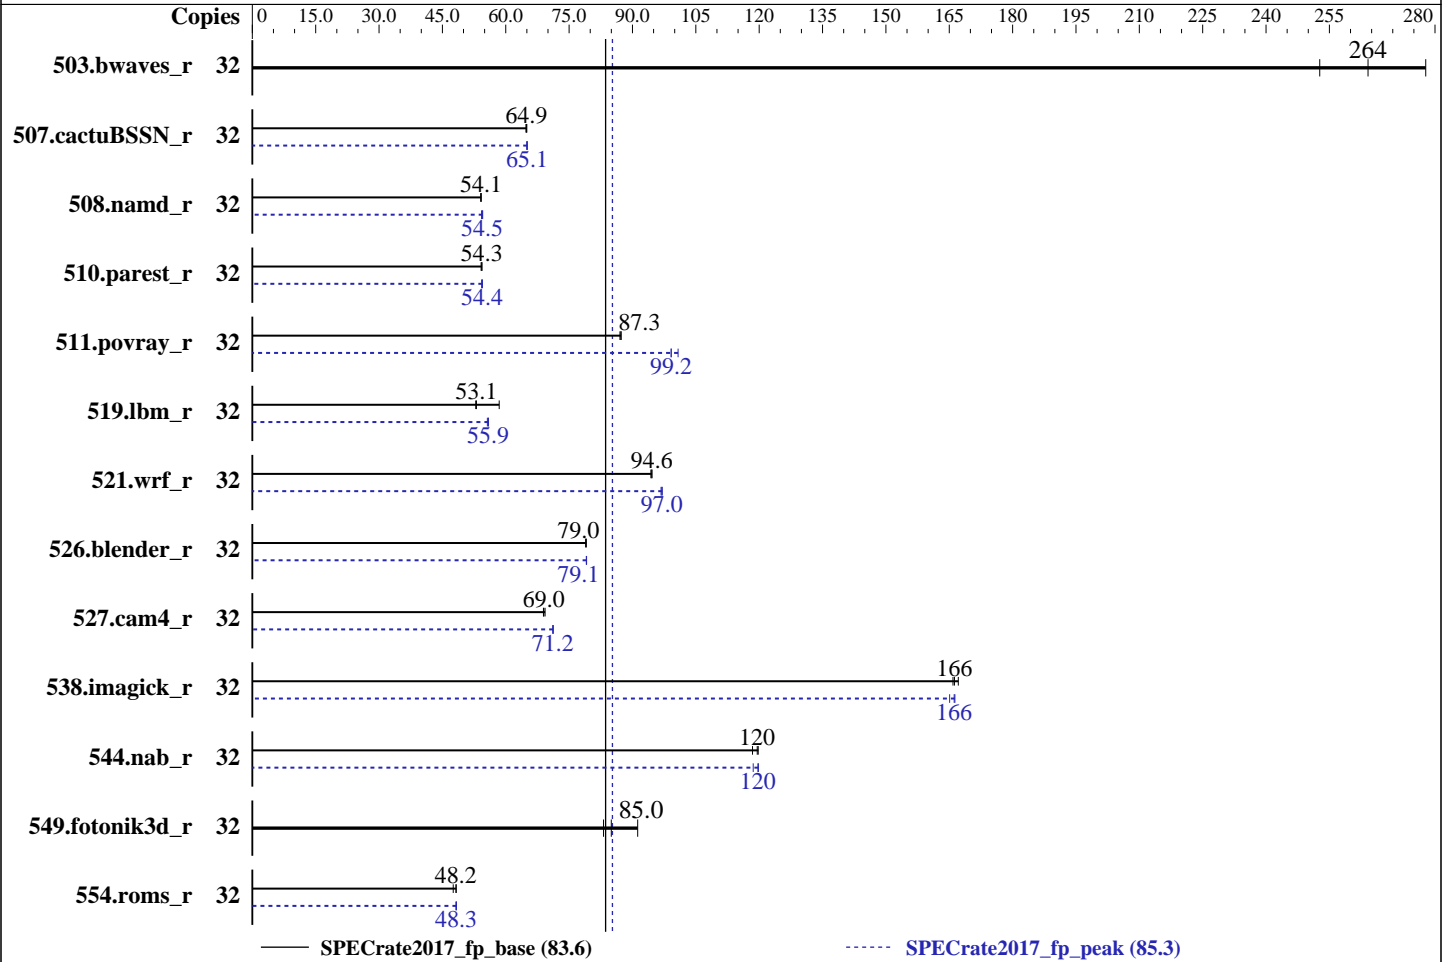 Copies 0 15.0 30.0 45.0 60.0 75.0 90.0 105 120 135 150 165 180 195 210 225 240 255 280
503.bwaves_r 32 264
507.cactuBSSN_r 32 64.9
65.1
508.namd_r 32 54.1
54.5
510.parest_r 32 54.3
54.4
511.povray_r 32 87.3
99.2
519.lbm_r 32 53.1
55.9
521.wrf_r 32 94.6
97.0
526.blender_r 32 79.0
79.1
527.cam4_r 32 69.0
71.2
538.imagick_r 32 166
166
544.nab_r 32 120
120
549.fotonik3d_r 32 85.0
554.roms_r 32 48.2
48.3
SPECrate2017_fp_base (83.6) SPECrate2017_fp_peak (85.3)